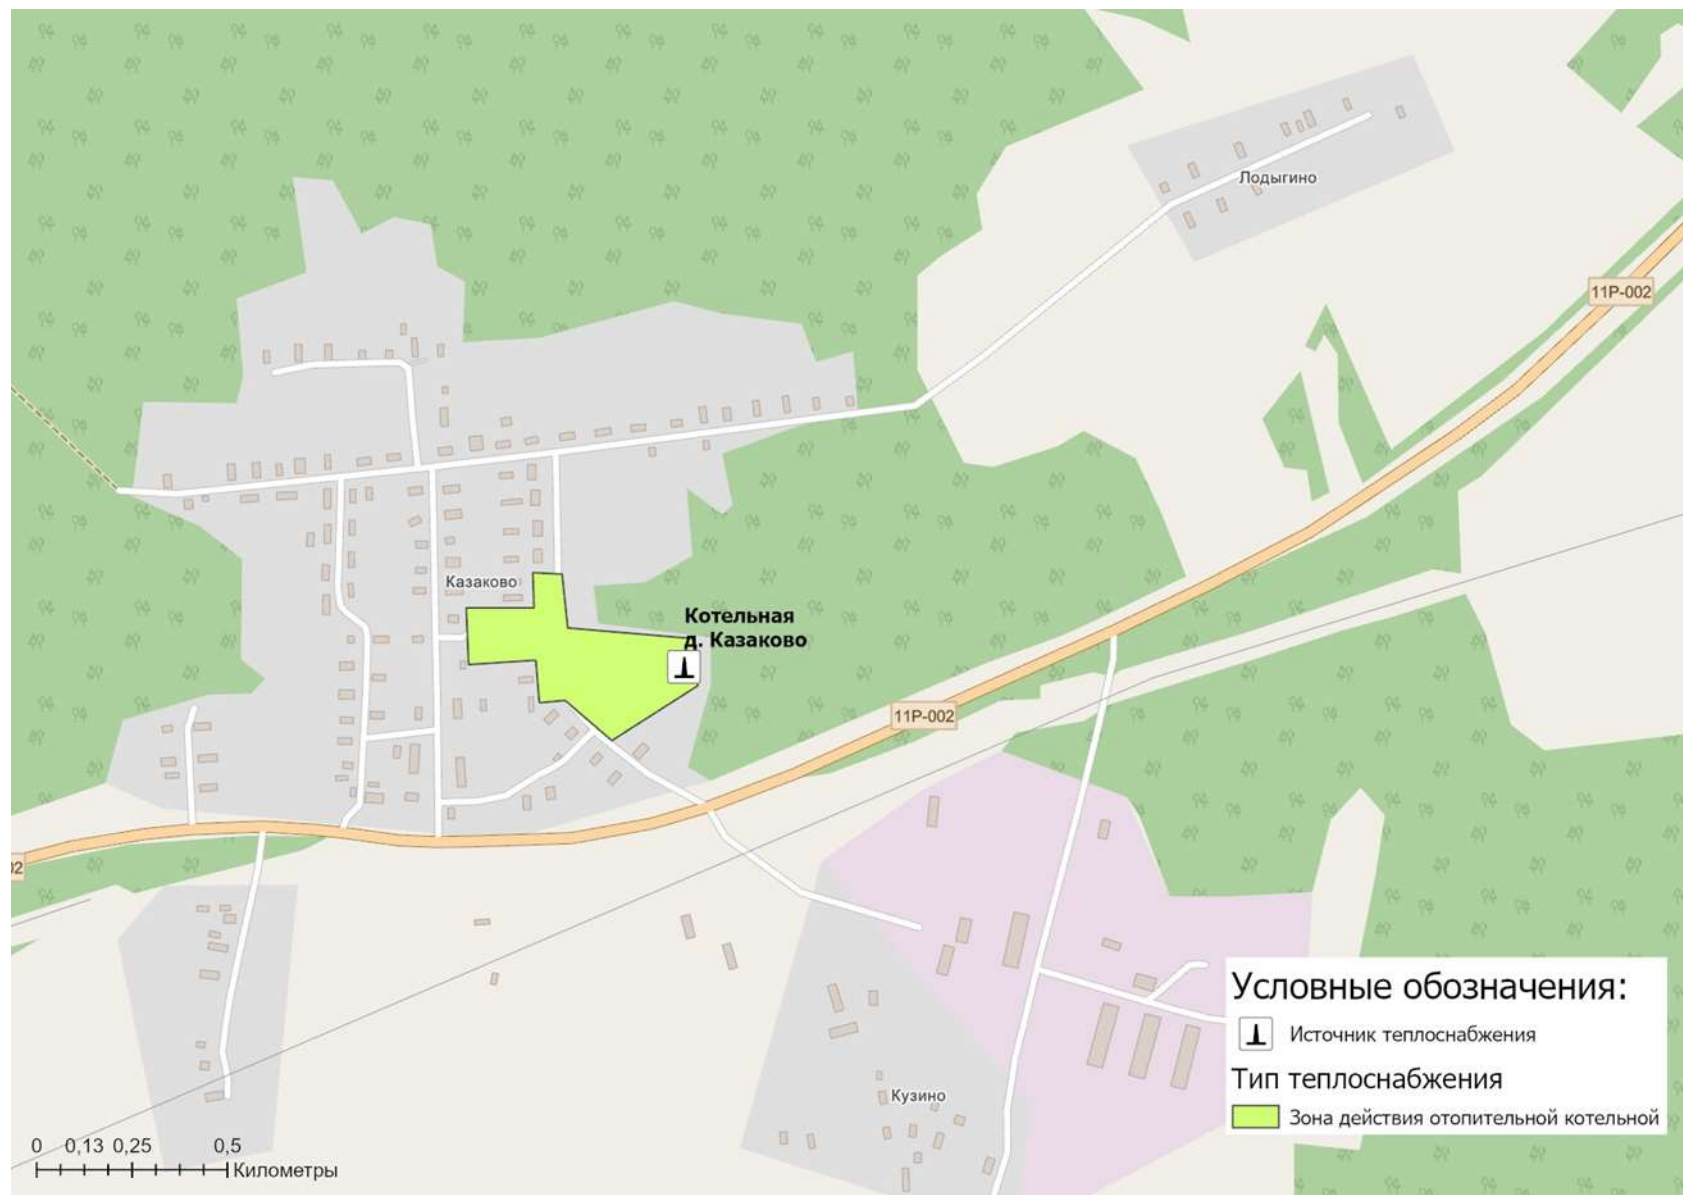 Лодыгино
11Р-002
Казаково
Котельная
д. Казаково
11Р-002
02
Условные обозначения:
Источник теплоснабжения
Тип теплоснабжения
Зона действия отопительной котельной
Кузино
0 0,13 0,25 0,5
Километры